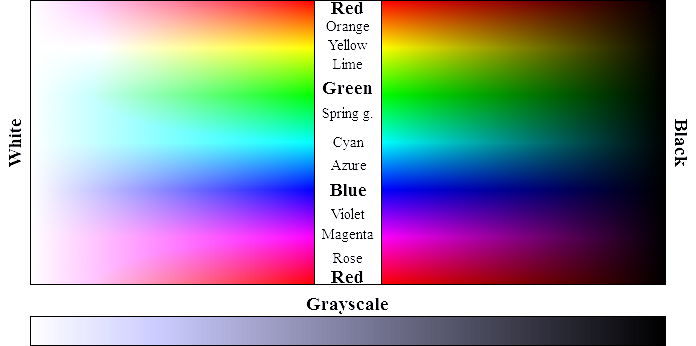 Red
Orange
Yellow
Lime
Green
Spring g.
Cyan
Azure
Blue
Violet
Magenta
Rose
Red
White
Black
Grayscale